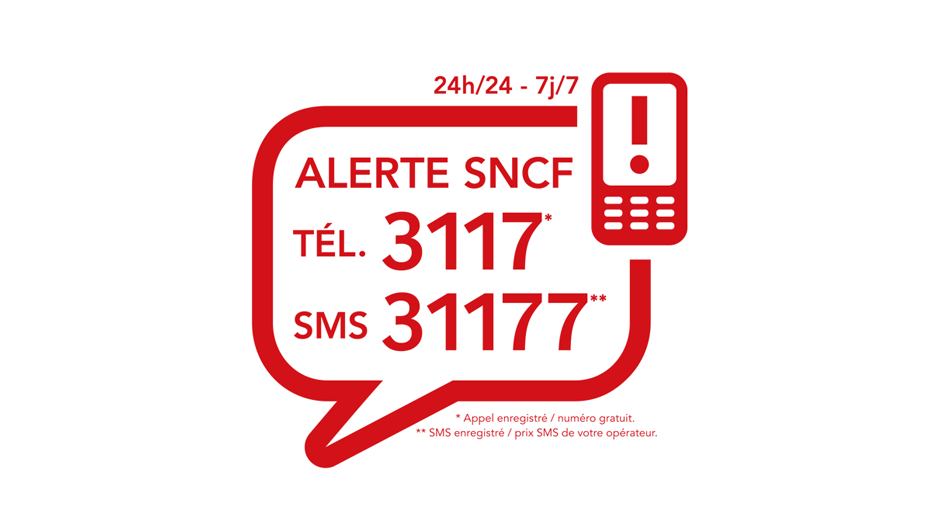 24h/24 - 7j/7
ALERTE SNCF
TÉL. 3117*
SMS 31177**
* Appel enregistré / numéro gratuit.
** SMS enregistré / prix SMS de votre opérateur.